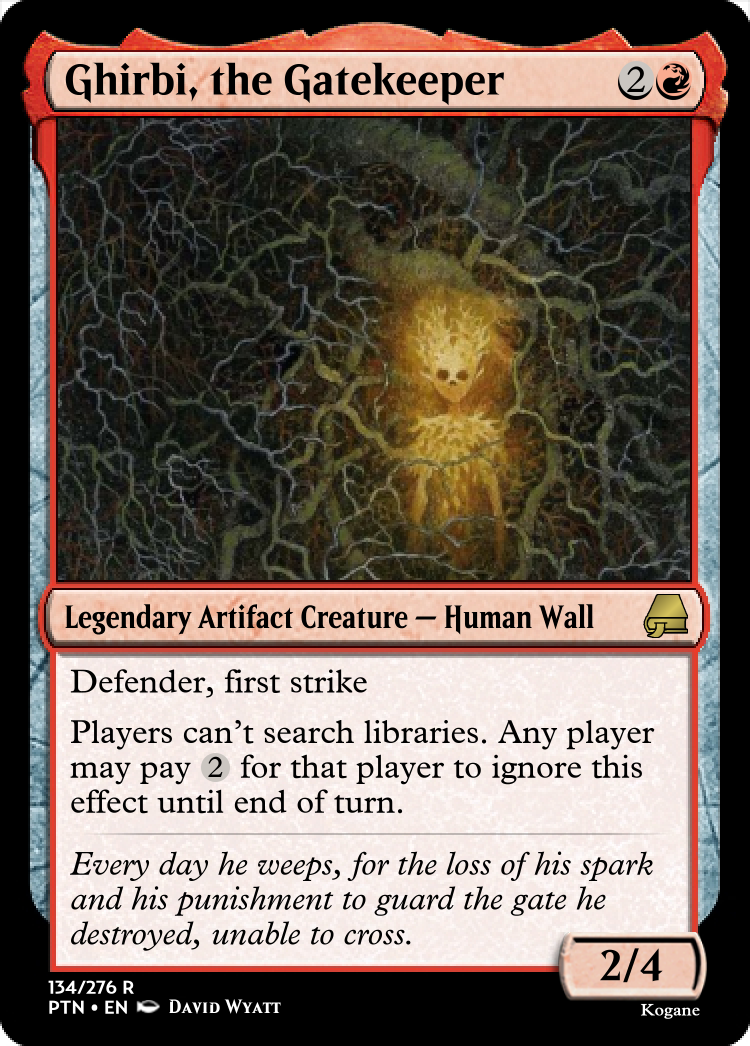 Ghirbi, the Gatekeeper 2
Legendary Artifact Creature — Human Wall
Defender, first strike
Players can't search libraries. Any player
may pay 2 for that player to ignore this
effect until end of turn.
Every day he weeps, for the loss of his spark
and his punishment to guard the gate he
destroyed, unable to cross.
2/4
134/276 R
PTN • EN David Wyatt
Kogane